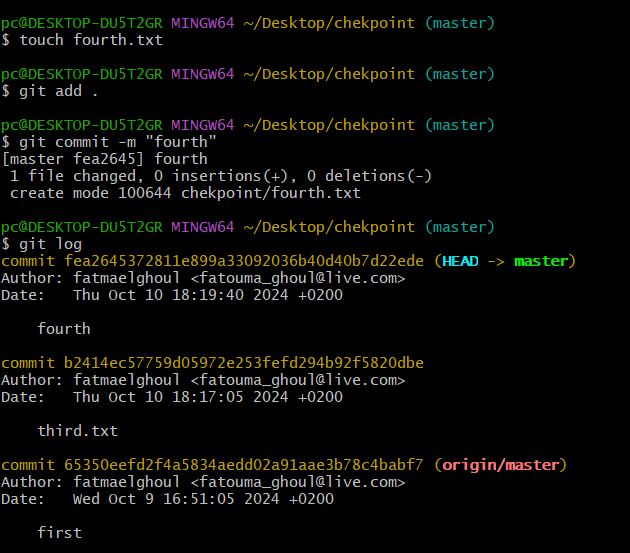 pc@DESKTOP-DU5T2GR MINGW64 ~/Desktop/chekpoint (master)
$ touch fourth.txt
pc@DESKTOP-DU5T2GR MINGW64 ~/Desktop/chekpoint (master)
$ git add .
pc@DESKTOP-DU5T2GR MINGW64 ~/Desktop/chekpoint (master)
$ git commit -m "fourth"
[master fea2645] fourth
 1 file changed, 0 insertions(+), 0 deletions(-)
 create mode 100644 chekpoint/fourth.txt
pc@DESKTOP-DU5T2GR MINGW64 ~/Desktop/chekpoint (master)
$ git log
commit fea2645372811e899a33092036b40d40b7d22ede (HEAD -> master)
Author: fatmaelghoul <fatouma_ghoul@live.com>
Date:   Thu Oct 10 18:19:40 2024 +0200
    fourth
commit b2414ec57759d05972e253fefd294b92f5820dbe
Author: fatmaelghoul <fatouma_ghoul@live.com>
Date:   Thu Oct 10 18:17:05 2024 +0200
    third.txt
commit 65350eefd2f4a5834aedd02a91aae3b78c4babf7 (origin/master)
Author: fatmaelghoul <fatouma_ghoul@live.com>
Date:   Wed Oct 9 16:51:05 2024 +0200
    first